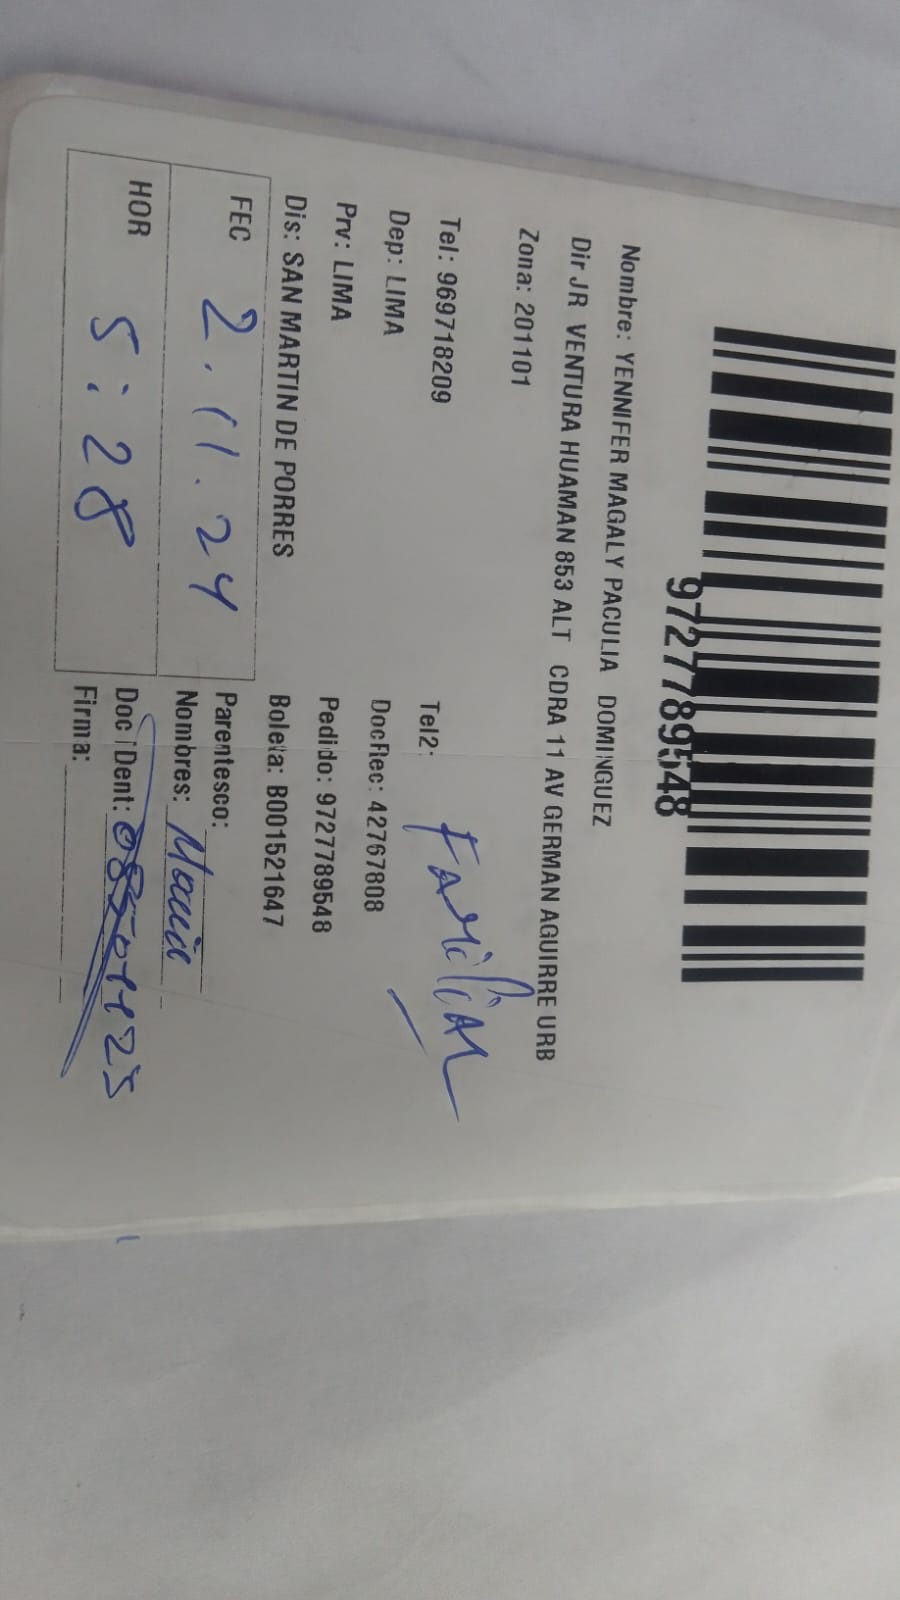 9727789548
Nombre: YENNIFER MAGALY PACULIA DOMINGUEZ
Dir JR VENTURA HUAMAN 853 ALT CDRA 11 AV GERMAN AGUIRRE URB
Zona: 201101
Tel: 969718209 Tel2:
Familiar
Dep: LIMA DocRec: 42767808
Prv: LIMA Pedido: 9727789548
Dis: SAN MARTIN DE PORRES Boleta: B001521647
FEC 2.11.24 Parentesco:
Nombres: Maria
HOR 5:28 Doc iDent:
Firma: